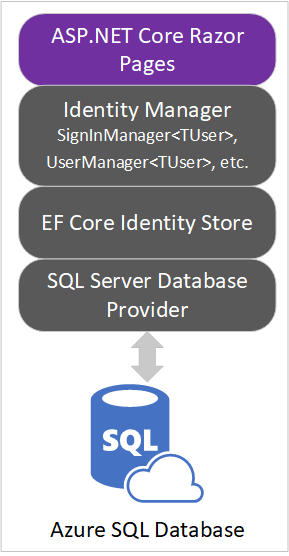 ASP.NET Core Razor
Pages
Identity Manager
SignInManager<TUser>,
UserManager<TUser>, etc.
EF Core Identity Store
SQL Server Database
Provider
SQL
Azure SQL Database